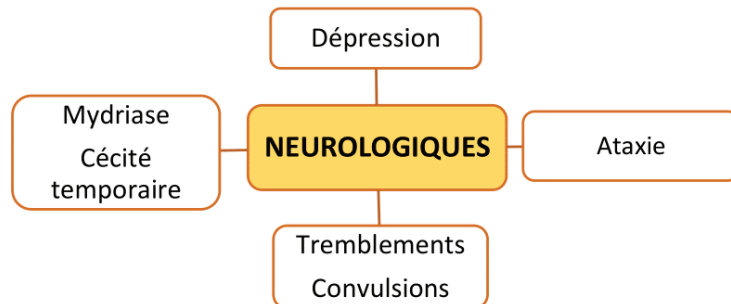 Dépression
Mydriase
Cécité
temporaire
NEUROLOGIQUES
Ataxie
Tremblements
Convulsions